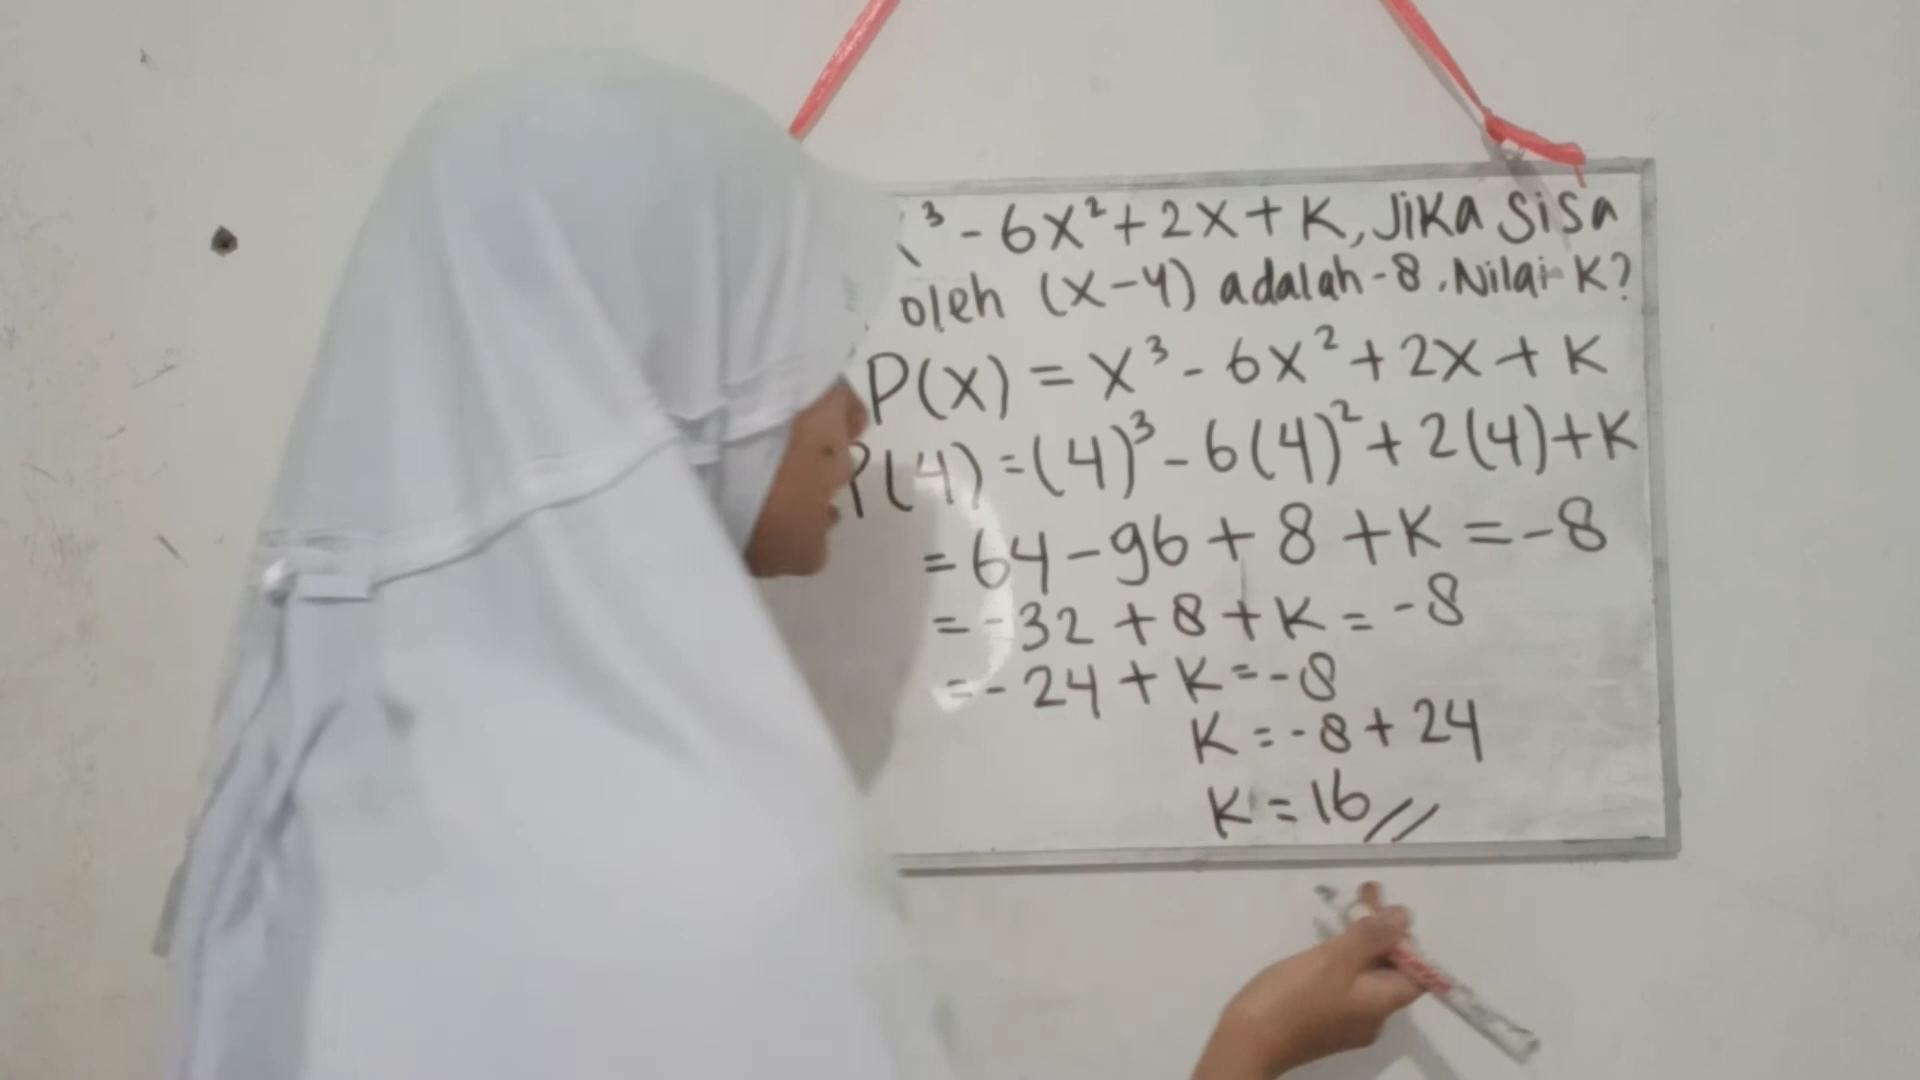 ³ - 6x² + 2x + K, Jika Sisa
oleh (x - 4) adalah -8. Nilai K?
P(x) = x³ - 6x² + 2x + K
P(4) = (4)³ - 6(4)² + 2(4) + K
= 64 - 96 + 8 + K = -8
= -32 + 8 + K = -8
= -24 + K = -8
K = -8 + 24
K = 16 //